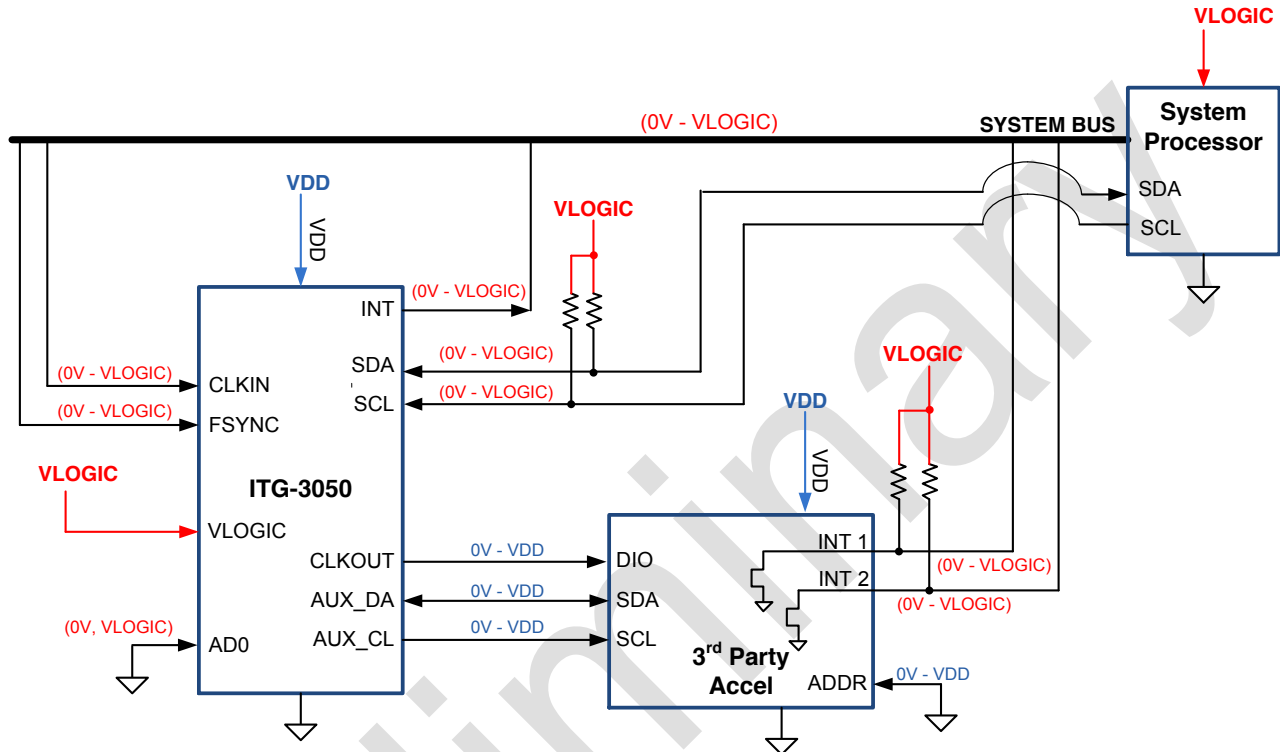 VLOGIC
System
Processor
SDA
SCL
(0V - VLOGIC)
SYSTEM BUS
VDD
VDD
VLOGIC
INT
(0V - VLOGIC)
SDA
(0V - VLOGIC)
SCL
(0V - VLOGIC)
(0V - VLOGIC)
CLKIN
(0V - VLOGIC)
FSYNC
VLOGIC
VLOGIC
ITG-3050
CLKOUT
0V - VDD
AUX_DA
0V - VDD
AUX_CL
0V - VDD
(0V, VLOGIC)
AD0
VLOGIC
VDD
VDD
DIO
SDA
SCL
INT 1
(0V - VLOGIC)
INT 2
(0V - VLOGIC)
3rd Party
Accel
ADDR
0V - VDD
liminary